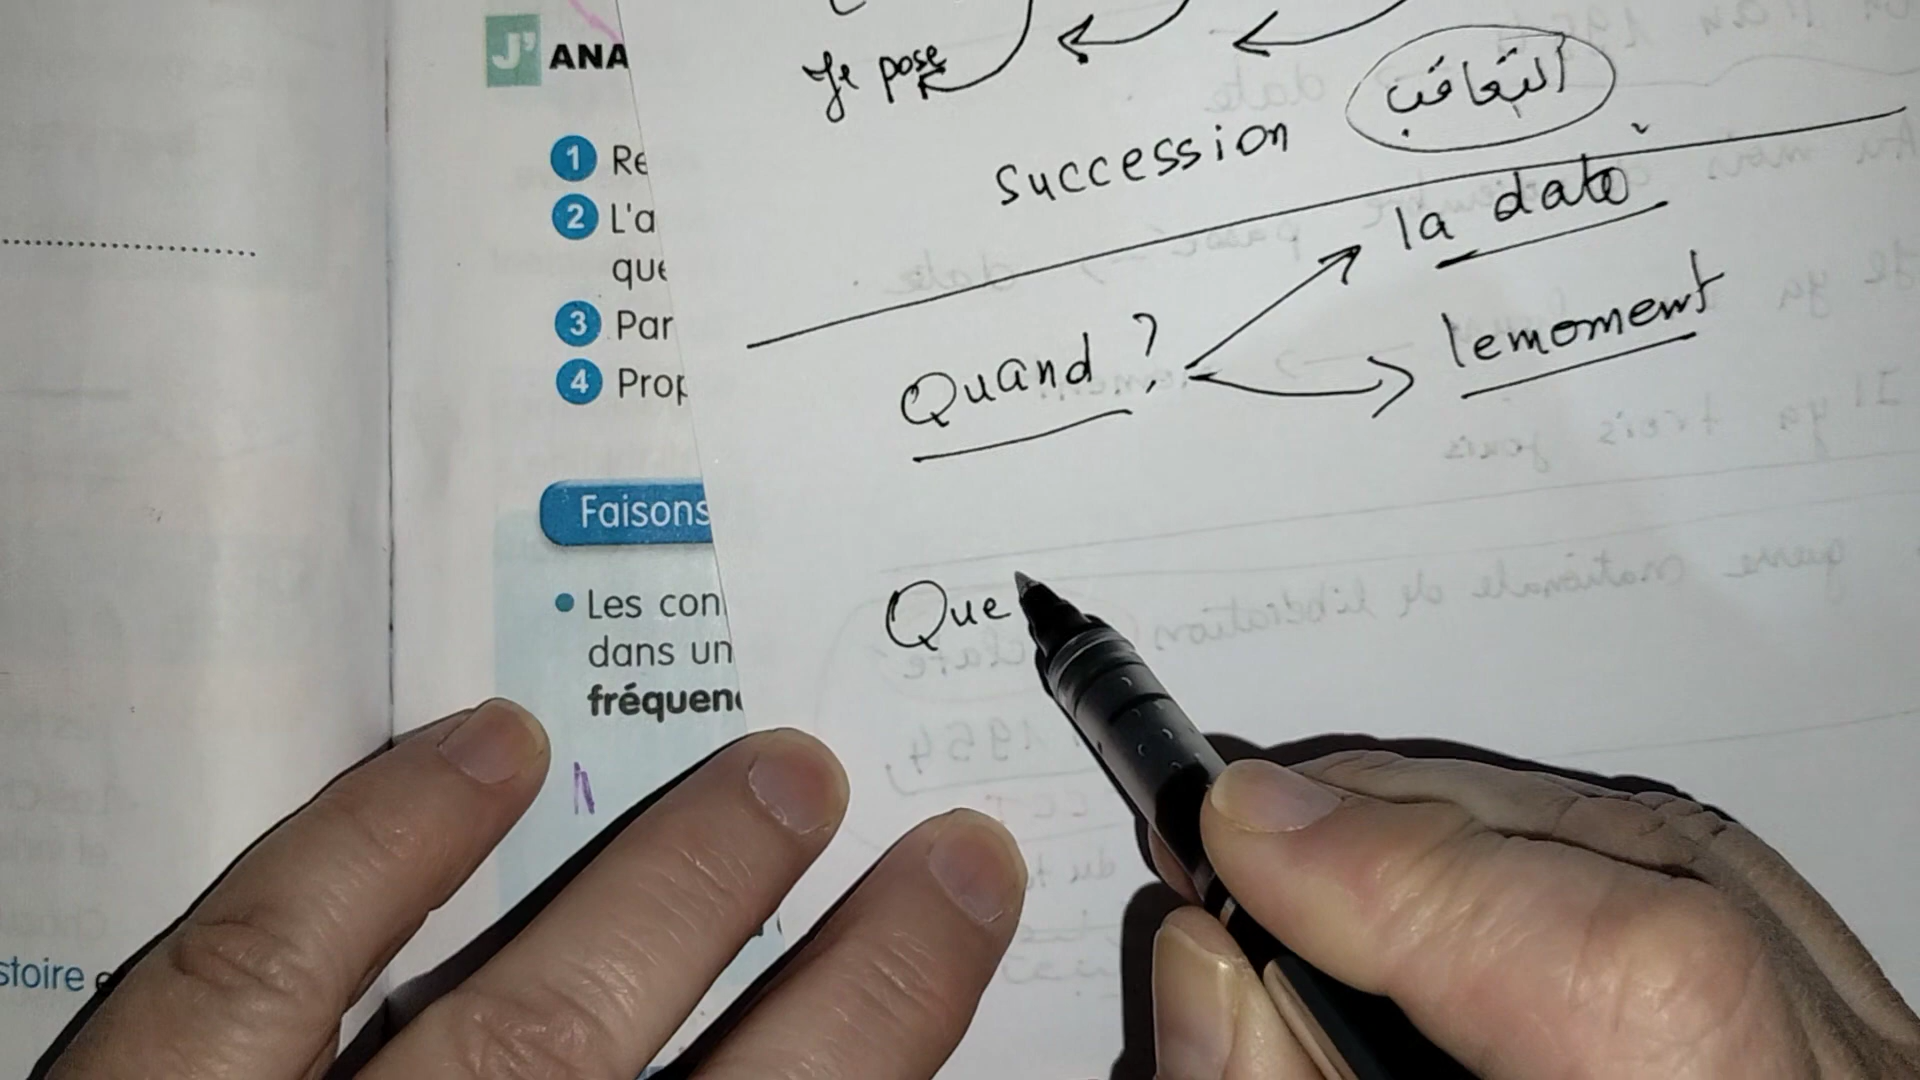 J' ANA
1 Re
2 L'a
que
3 Par
4 Prop
Faisons
• Les con
dans un
fréquenc
stoire e
Je pose
succession التعاقب
Quand ? la date
le moment
Que